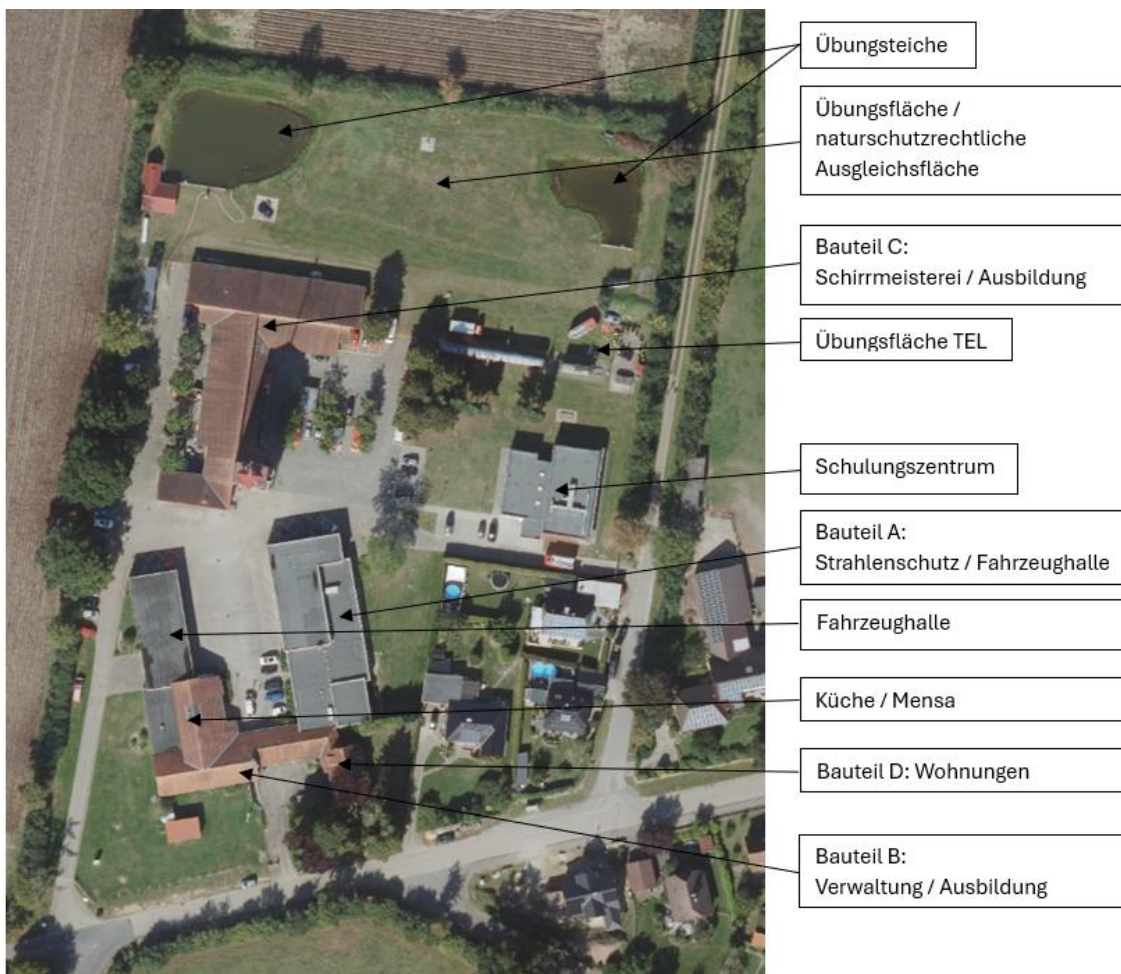 Übungsteiche
Übungsfläche /
naturschutzrechtliche
Ausgleichsfläche
Bauteil C:
Schirrmeisterei / Ausbildung
Übungsfläche TEL
Schulungszentrum
Bauteil A:
Strahlenschutz / Fahrzeughalle
Fahrzeughalle
Küche / Mensa
Bauteil D: Wohnungen
Bauteil B:
Verwaltung / Ausbildung